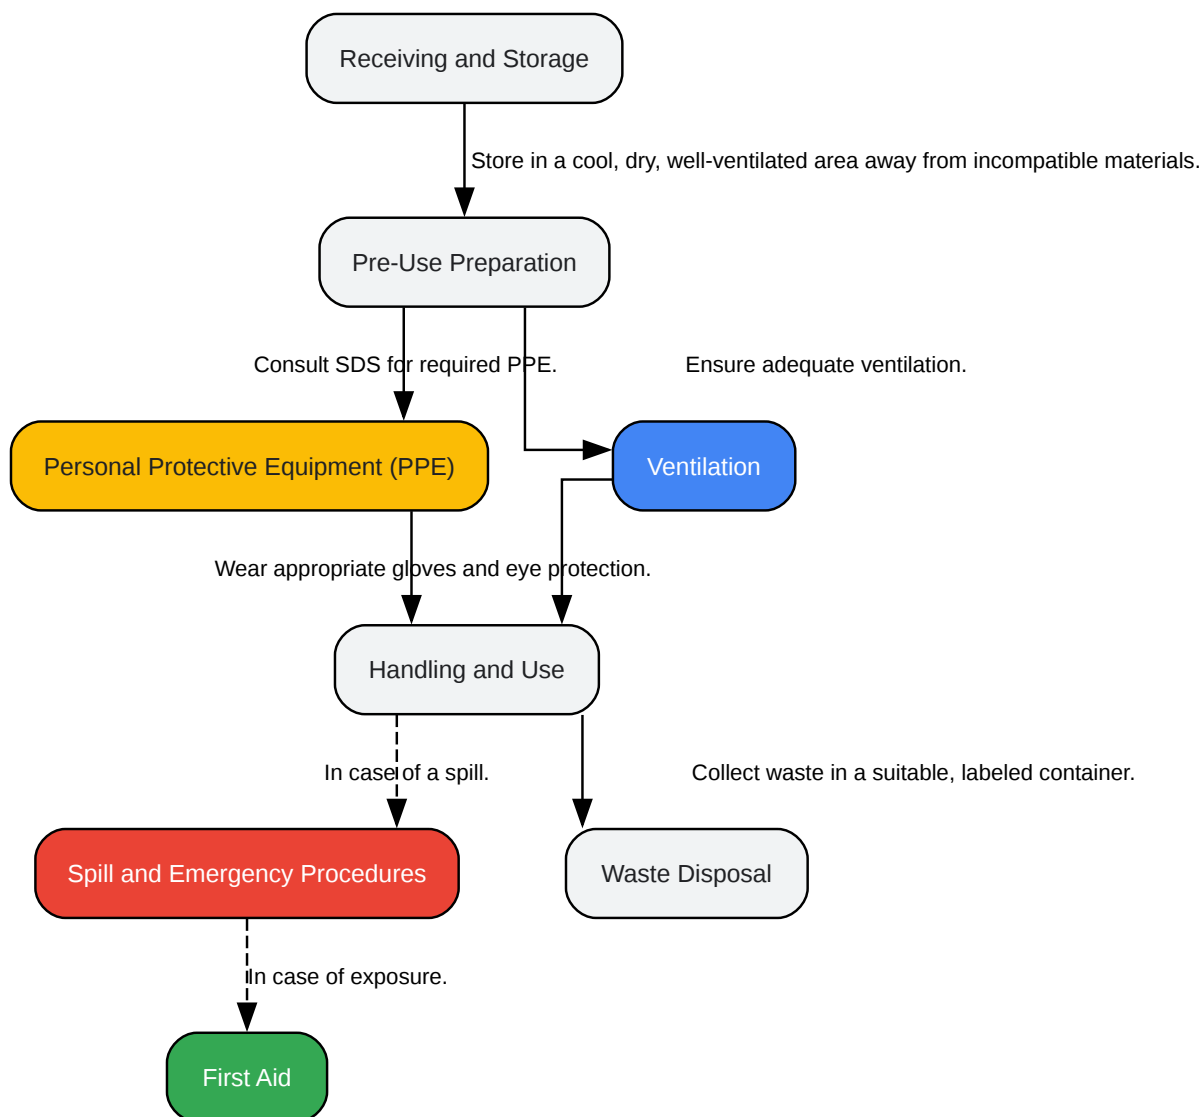 Receiving and Storage
Store in a cool, dry, well-ventilated area away from incompatible materials.
Pre-Use Preparation
Consult SDS for required PPE.
Ensure adequate ventilation.
Personal Protective Equipment (PPE)
Ventilation
Wear appropriate gloves and eye protection.
Handling and Use
In case of a spill.
Collect waste in a suitable, labeled container.
Spill and Emergency Procedures
Waste Disposal
In case of exposure.
First Aid